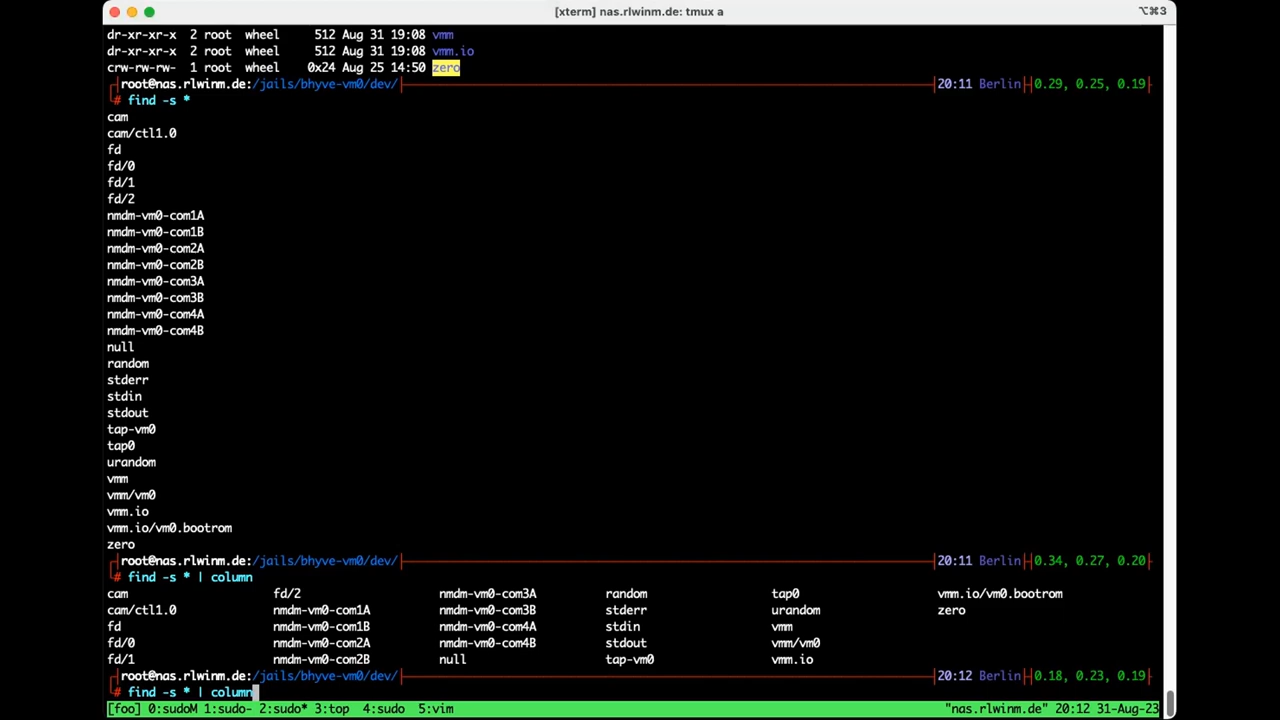 [xterm] nas.rlwinm.de: tmux a
⌥⌘3
dr-xr-xr-x  2 root  wheel     512 Aug 31 19:08 vmm
dr-xr-xr-x  2 root  wheel     512 Aug 31 19:08 vmm.io
crw-rw-rw-  1 root  wheel    0x24 Aug 25 14:50 zero
root@nas.rlwinm.de:/jails/bhyve-vm0/dev/ 20:11 Berlin 0.29, 0.25, 0.19
# find -s *
cam
cam/ctl1.0
fd
fd/0
fd/1
fd/2
nmdm-vm0-com1A
nmdm-vm0-com1B
nmdm-vm0-com2A
nmdm-vm0-com2B
nmdm-vm0-com3A
nmdm-vm0-com3B
nmdm-vm0-com4A
nmdm-vm0-com4B
null
random
stderr
stdin
stdout
tap-vm0
tap0
urandom
vmm
vmm/vm0
vmm.io
vmm.io/vm0.bootrom
zero
root@nas.rlwinm.de:/jails/bhyve-vm0/dev/ 20:11 Berlin 0.34, 0.27, 0.20
# find -s * | column
cam                     fd/2                    nmdm-vm0-com3A          random                  tap0                    vmm.io/vm0.bootrom
cam/ctl1.0              nmdm-vm0-com1A          nmdm-vm0-com3B          stderr                  urandom                 zero
fd                      nmdm-vm0-com1B          nmdm-vm0-com4A          stdin                   vmm
fd/0                    nmdm-vm0-com2A          nmdm-vm0-com4B          stdout                  vmm/vm0
fd/1                    nmdm-vm0-com2B          null                    tap-vm0                 vmm.io
root@nas.rlwinm.de:/jails/bhyve-vm0/dev/ 20:12 Berlin 0.18, 0.23, 0.19
# find -s * | column
[foo] 0:sudoM 1:sudo- 2:sudo* 3:top  4:sudo  5:vim "nas.rlwinm.de" 20:12 31-Aug-23